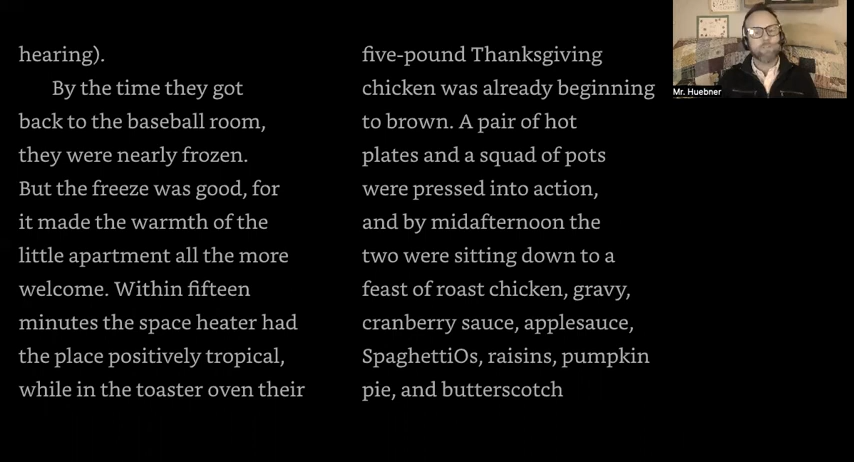 hearing).
By the time they got
back to the baseball room,
they were nearly frozen.
But the freeze was good, for
it made the warmth of the
little apartment all the more
welcome. Within fifteen
minutes the space heater had
the place positively tropical,
while in the toaster oven their
five-pound Thanksgiving
chicken was already beginning
to brown. A pair of hot
plates and a squad of pots
were pressed into action,
and by midafternoon the
two were sitting down to a
feast of roast chicken, gravy,
cranberry sauce, applesauce,
SpaghettiOs, raisins, pumpkin
pie, and butterscotch
Mr. Huebner